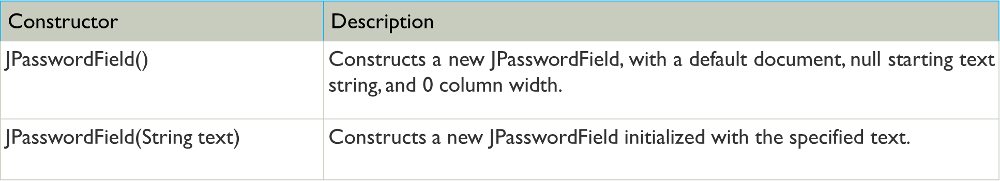 Constructor
Description
JPasswordField()
Constructs a new JPasswordField, with a default document, null starting text
string, and 0 column width.
JPasswordField(String text)
Constructs a new JPasswordField initialized with the specified text.